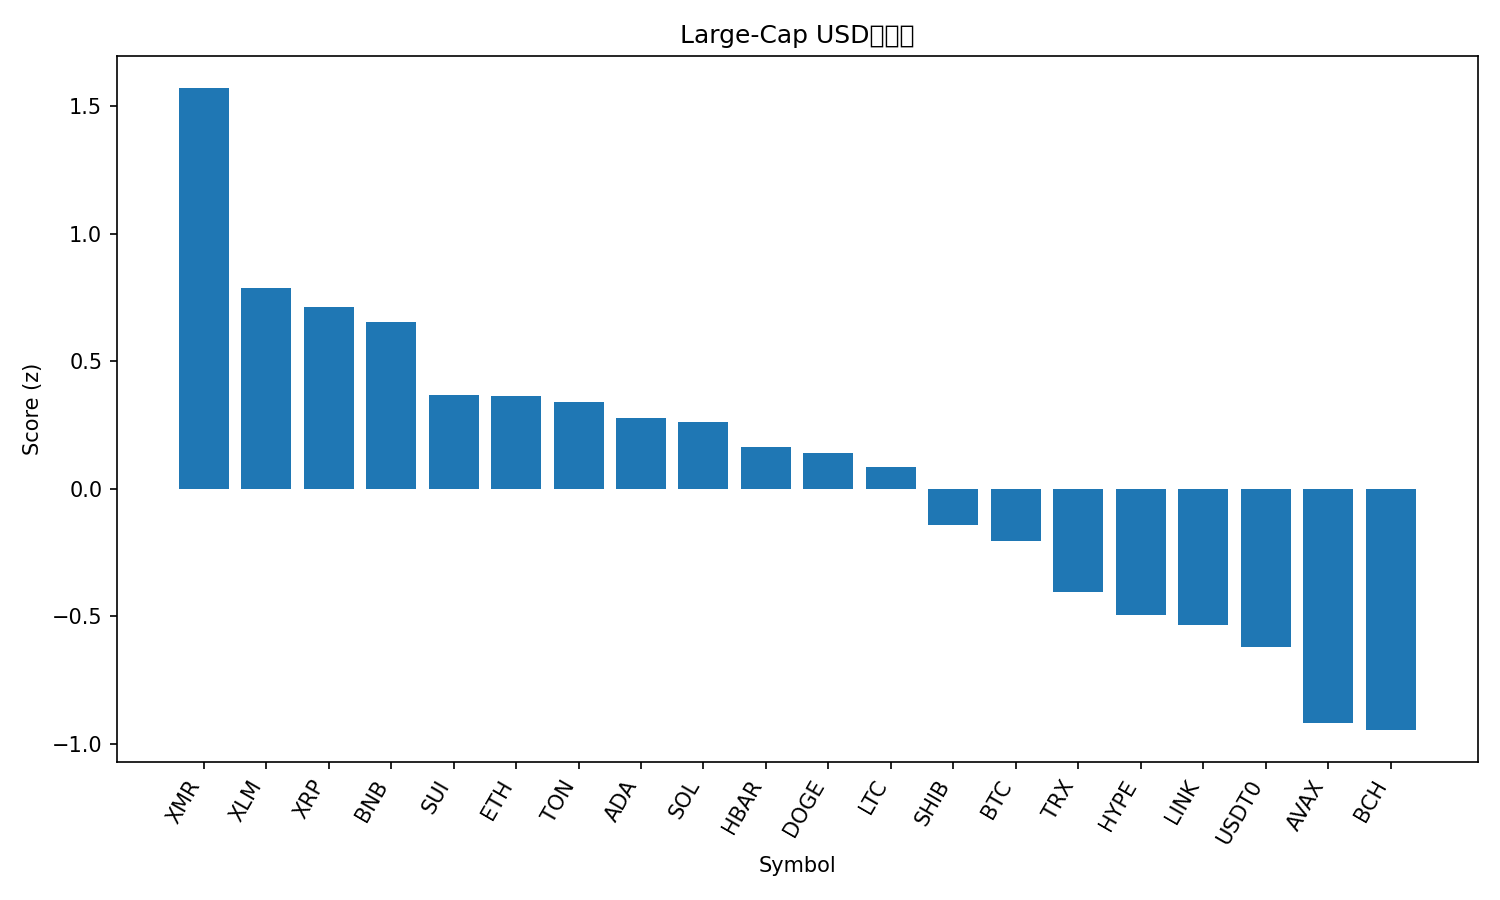 Large-Cap USD
Score (z)
1.5
1.0
0.5
0.0
−0.5
−1.0
XMR
XLM
XRP
BNB
SUI
ETH
TON
ADA
SOL
HBAR
DOGE
LTC
SHIB
BTC
TRX
HYPE
LINK
USDT0
AVAX
BCH
Symbol